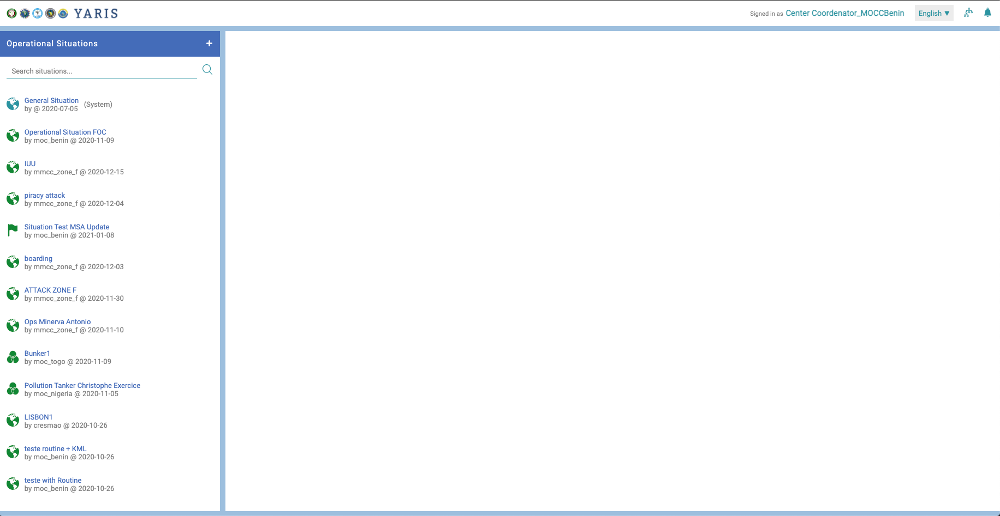 YARIS
Signed in as Center Coordenator_MOCCBenin
English ▼
Operational Situations
+
Search situations...
General Situation
by @ 2020-07-05
(System)
Operational Situation FOC
by moc_benin @ 2020-11-09
IUU
by mmcc_zone_f @ 2020-12-15
piracy attack
by mmcc_zone_f @ 2020-12-04
Situation Test MSA Update
by moc_benin @ 2021-01-08
boarding
by mmcc_zone_f @ 2020-12-03
ATTACK ZONE F
by mmcc_zone_f @ 2020-11-30
Ops Minerva Antonio
by mmcc_zone_f @ 2020-11-10
Bunker1
by moc_togo @ 2020-11-09
Pollution Tanker Christophe Exercice
by moc_nigeria @ 2020-11-05
LISBON1
by cresmao @ 2020-10-26
teste routine + KML
by moc_benin @ 2020-10-26
teste with Routine
by moc_benin @ 2020-10-26